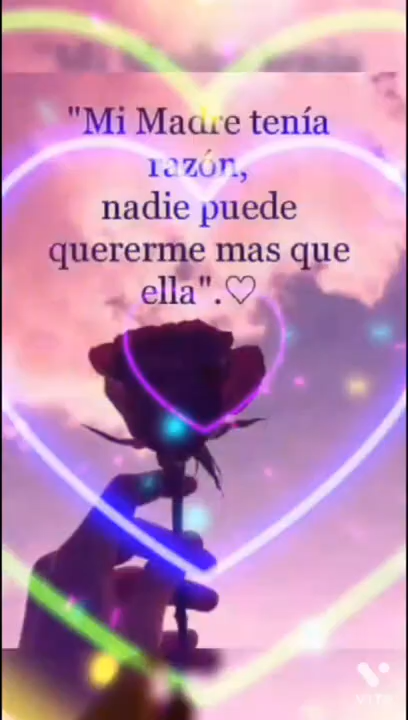 "Mi Madre tenía
razón,
nadie puede
quererme mas que
ella".♡